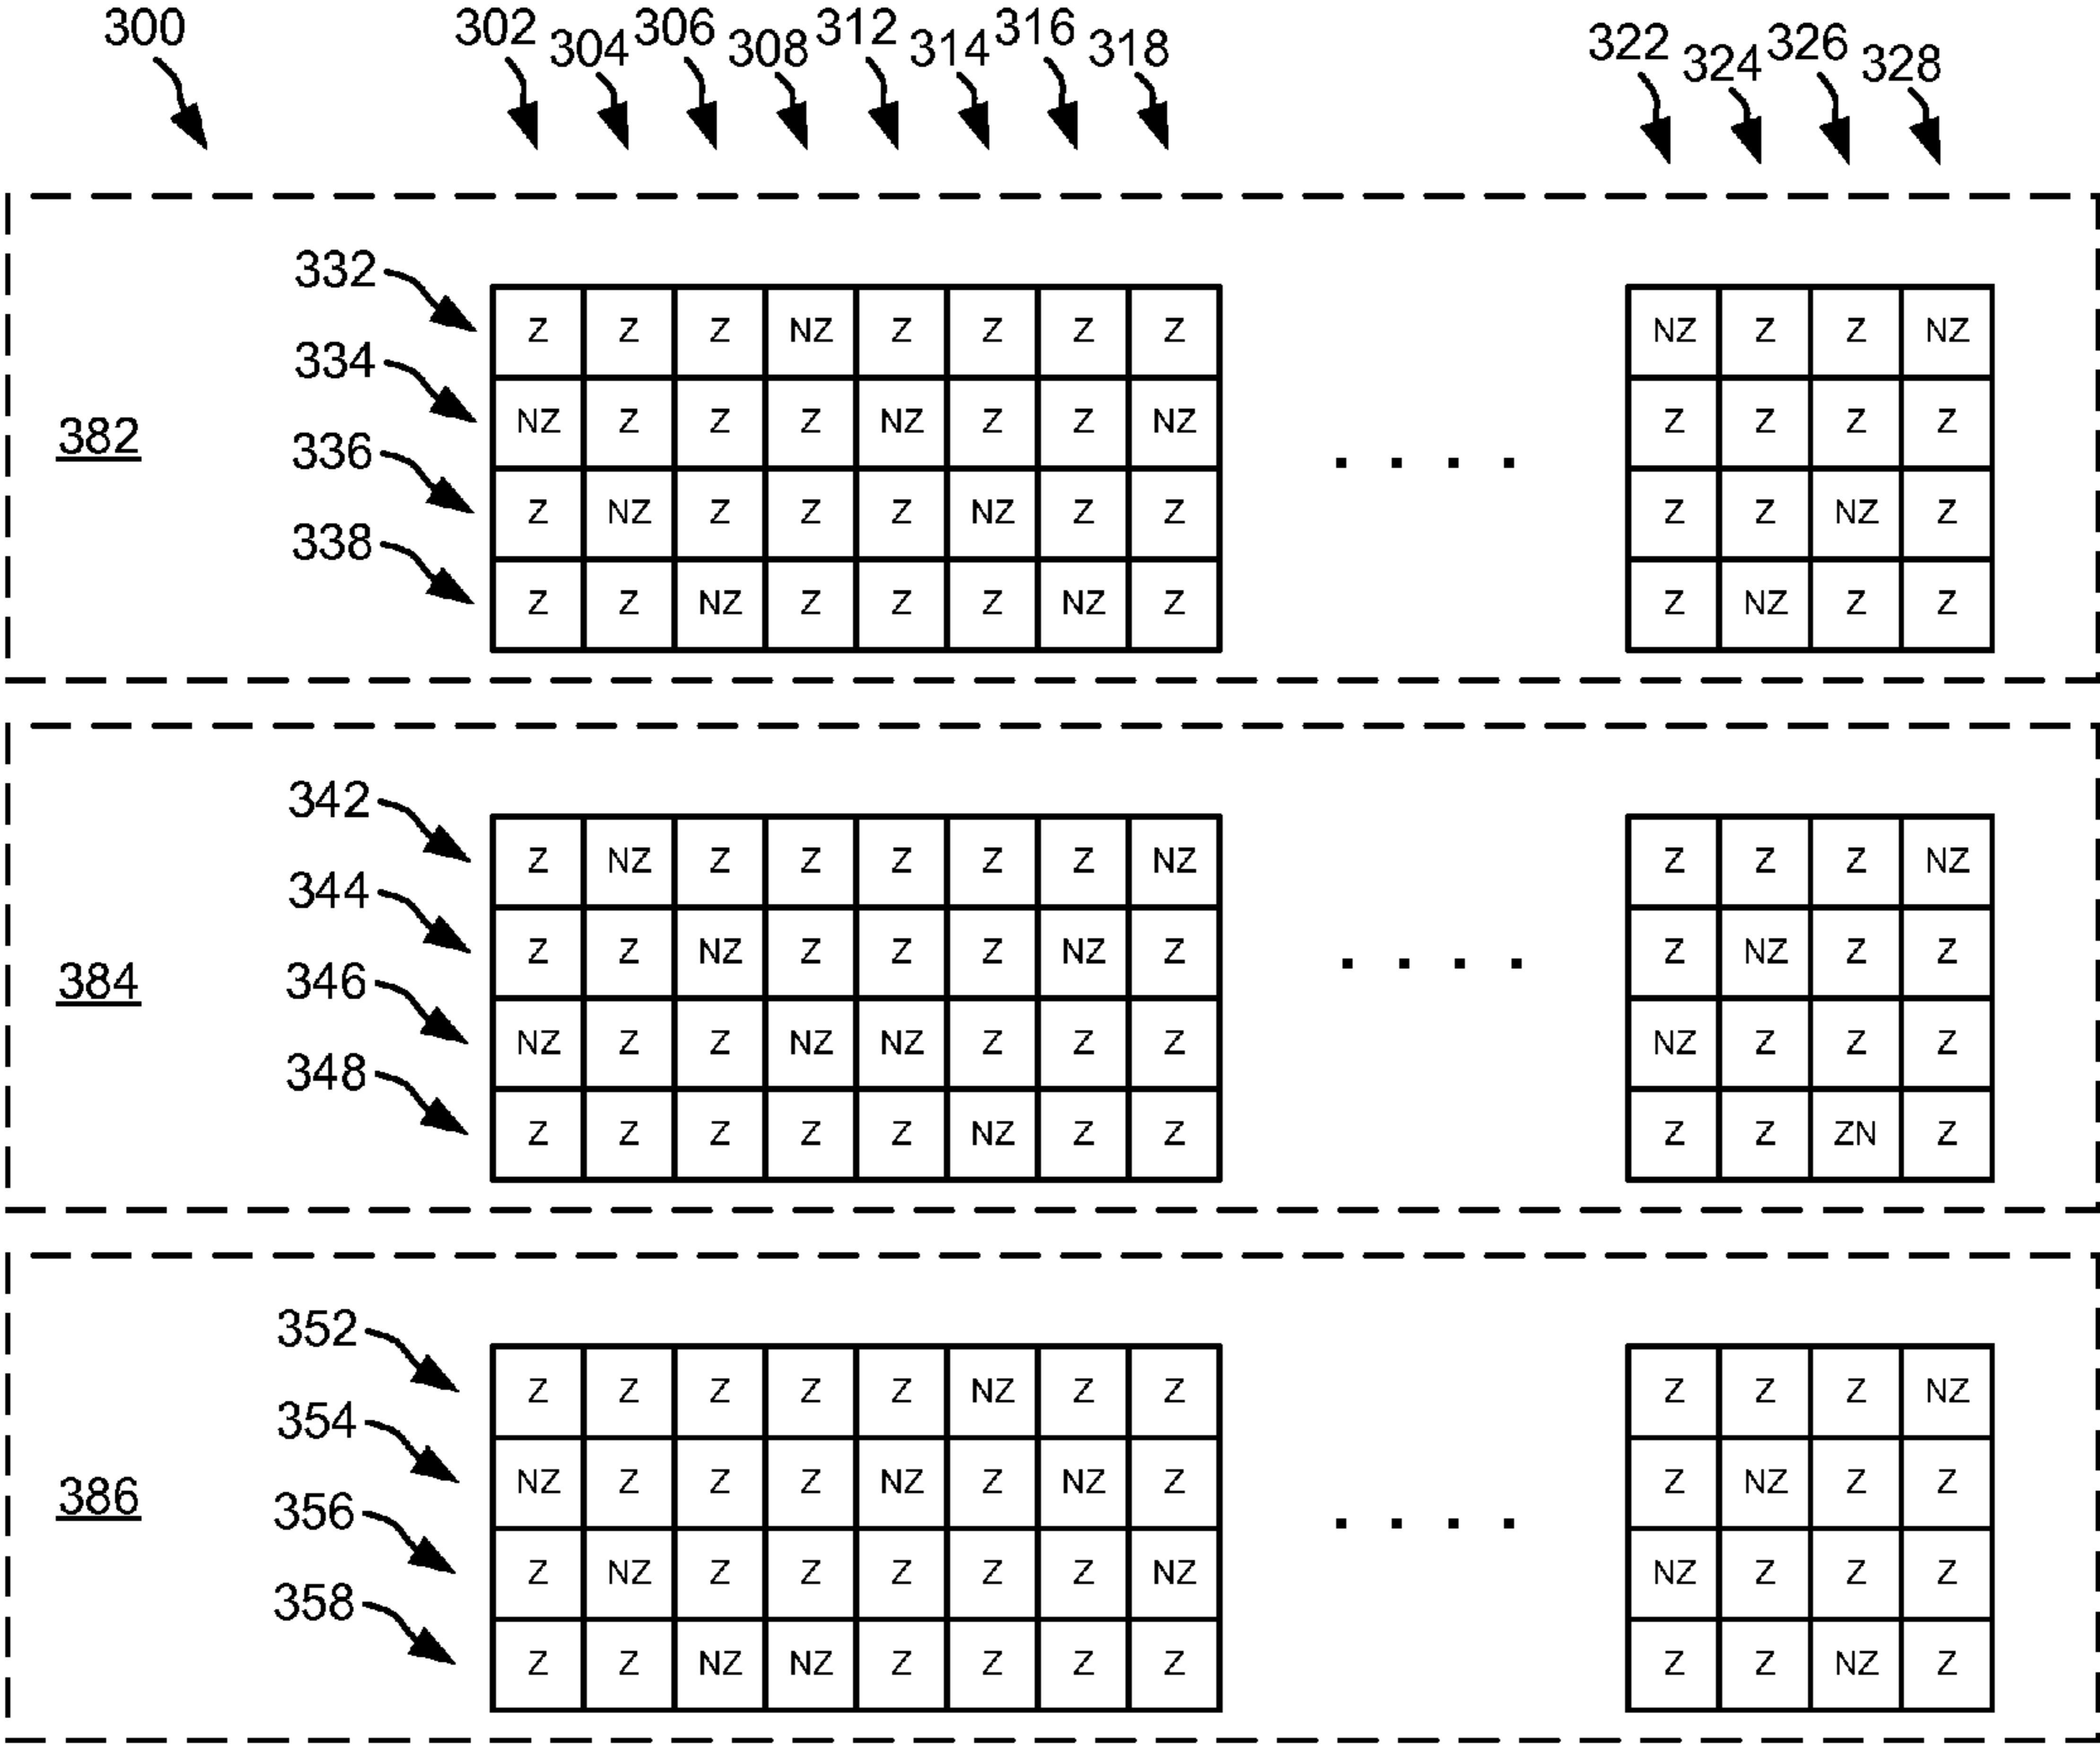 300 302 304 306 308 312 314 316 318 322 324 326 328
382
332 Z Z Z NZ Z Z Z Z NZ Z Z NZ
334 NZ Z Z Z NZ Z Z NZ . . . . Z Z Z Z
336 Z NZ Z Z Z NZ Z Z Z Z NZ Z
338 Z Z NZ Z Z Z NZ Z Z NZ Z Z
384
342 Z NZ Z Z Z Z Z NZ Z Z Z NZ
344 Z Z NZ Z Z Z NZ Z . . . . Z NZ Z Z
346 NZ Z Z NZ NZ Z Z Z NZ Z Z Z
348 Z Z Z Z Z NZ Z Z Z Z ZN Z
386
352 Z Z Z Z Z NZ Z Z Z Z Z NZ
354 NZ Z Z Z NZ Z NZ Z . . . . Z NZ Z Z
356 Z NZ Z Z Z Z Z NZ NZ Z Z Z
358 Z Z NZ NZ Z Z Z Z Z Z NZ Z